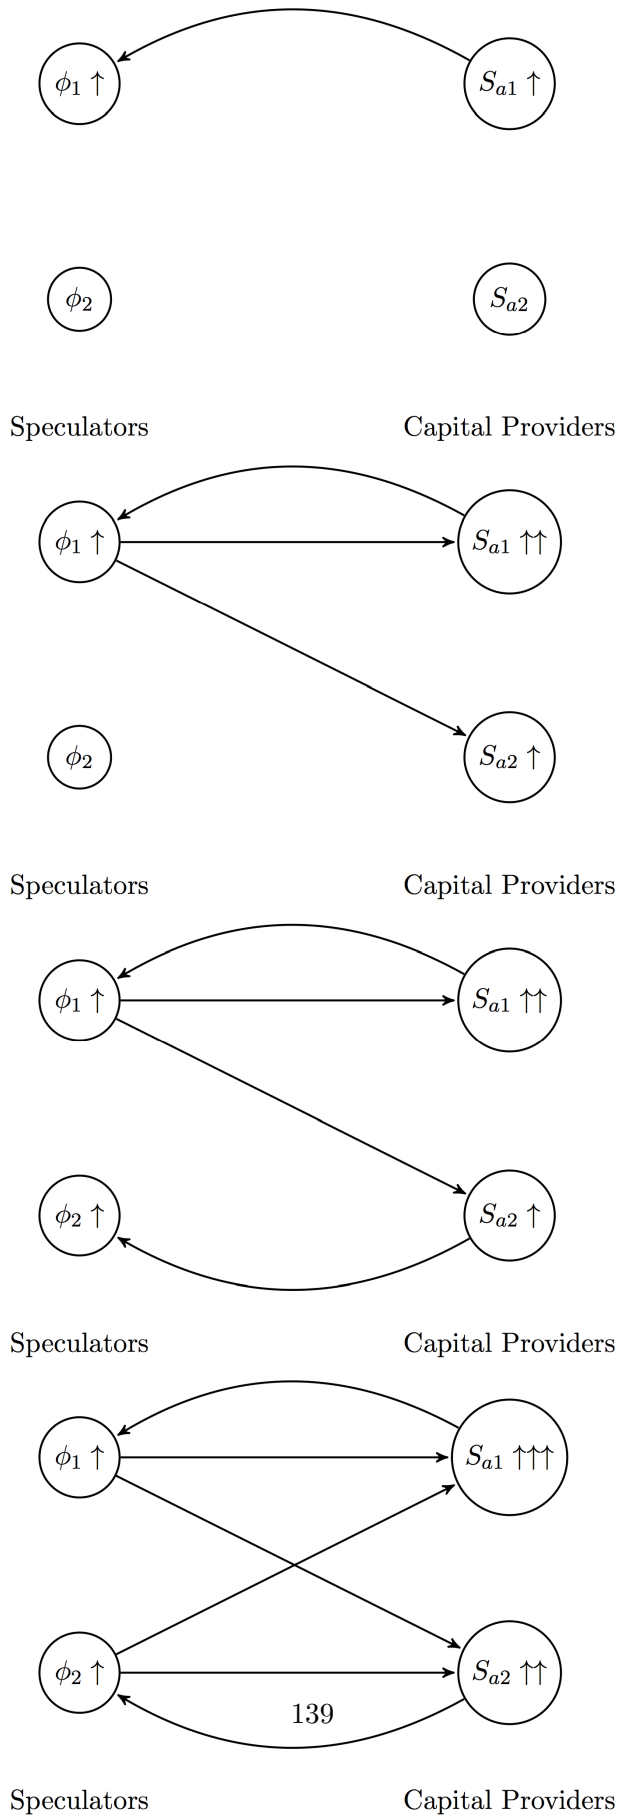 ϕ₁ ↑ Sₐ₁ ↑
ϕ₂ Sₐ₂
Speculators Capital Providers
ϕ₁ ↑ Sₐ₁ ↑↑
ϕ₂ Sₐ₂ ↑
Speculators Capital Providers
ϕ₁ ↑ Sₐ₁ ↑↑
ϕ₂ ↑ Sₐ₂ ↑
Speculators Capital Providers
ϕ₁ ↑ Sₐ₁ ↑↑↑
ϕ₂ ↑ Sₐ₂ ↑↑
139
Speculators Capital Providers